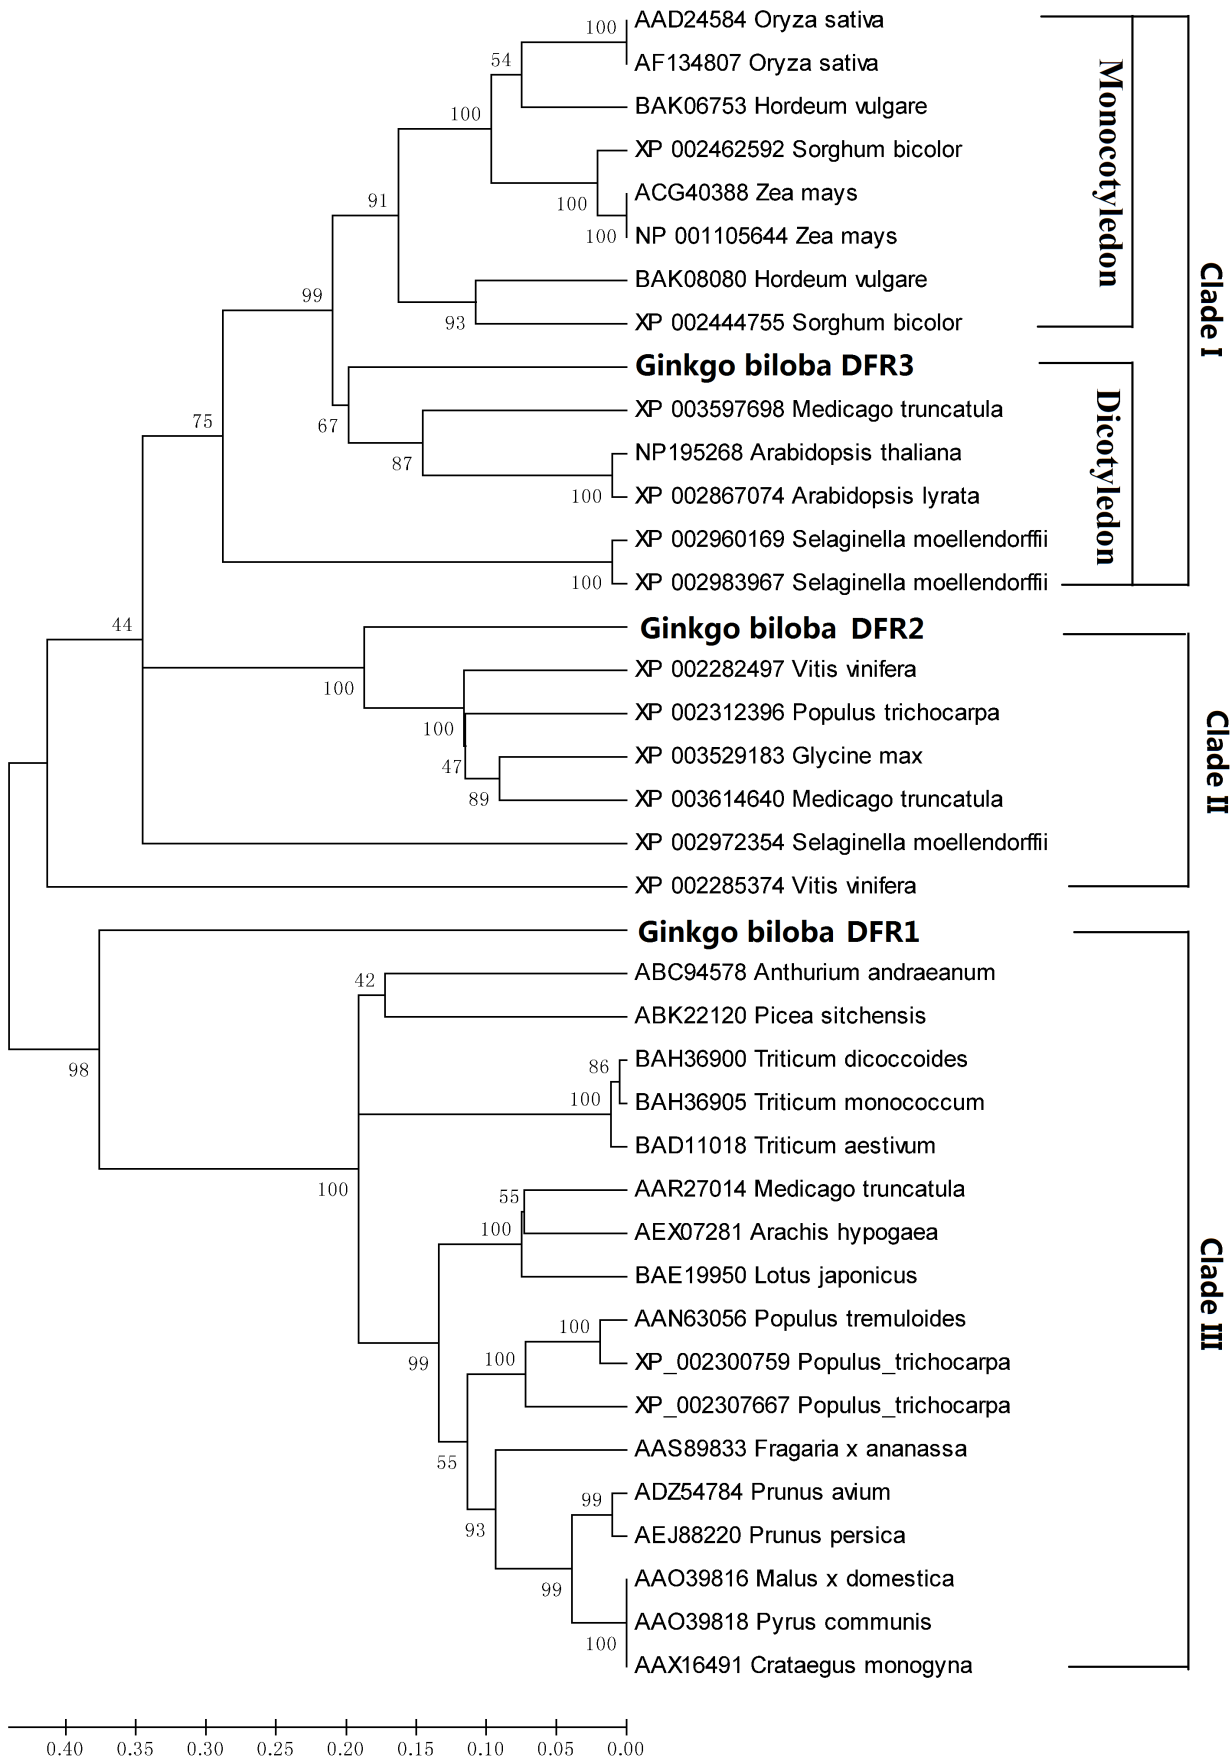 AAD24584 Oryza sativa
100
AF134807 Oryza sativa
54
BAK06753 Hordeum vulgare
100
XP 002462592 Sorghum bicolor
ACG40388 Zea mays
100
91
NP 001105644 Zea mays
100
BAK08080 Hordeum vulgare
99
XP 002444755 Sorghum bicolor
93
Monocotyledon
Clade I
Ginkgo biloba DFR3
XP 003597698 Medicago truncatula
75
67
NP195268 Arabidopsis thaliana
87
XP 002867074 Arabidopsis lyrata
100
XP 002960169 Selaginella moellendorffii
XP 002983967 Selaginella moellendorffii
100
Dicotyledon
44
Ginkgo biloba DFR2
XP 002282497 Vitis vinifera
100
XP 002312396 Populus trichocarpa
100
XP 003529183 Glycine max
47
XP 003614640 Medicago truncatula
89
XP 002972354 Selaginella moellendorffii
XP 002285374 Vitis vinifera
Clade II
Ginkgo biloba DFR1
ABC94578 Anthurium andraeanum
42
ABK22120 Picea sitchensis
BAH36900 Triticum dicoccoides
86
98
BAH36905 Triticum monococcum
100
BAD11018 Triticum aestivum
AAR27014 Medicago truncatula
100
55
AEX07281 Arachis hypogaea
100
BAE19950 Lotus japonicus
AAN63056 Populus tremuloides
100
XP_002300759 Populus_trichocarpa
100
99
XP_002307667 Populus_trichocarpa
AAS89833 Fragaria x ananassa
55
ADZ54784 Prunus avium
99
AEJ88220 Prunus persica
93
AAO39816 Malus x domestica
99
AAO39818 Pyrus communis
100
AAX16491 Crataegus monogyna
Clade III
0.40 0.35 0.30 0.25 0.20 0.15 0.10 0.05 0.00